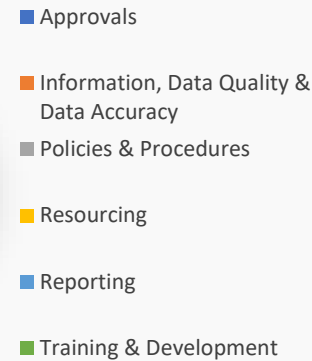 Approvals
Information, Data Quality &
Data Accuracy
Policies & Procedures
Resourcing
Reporting
Training & Development